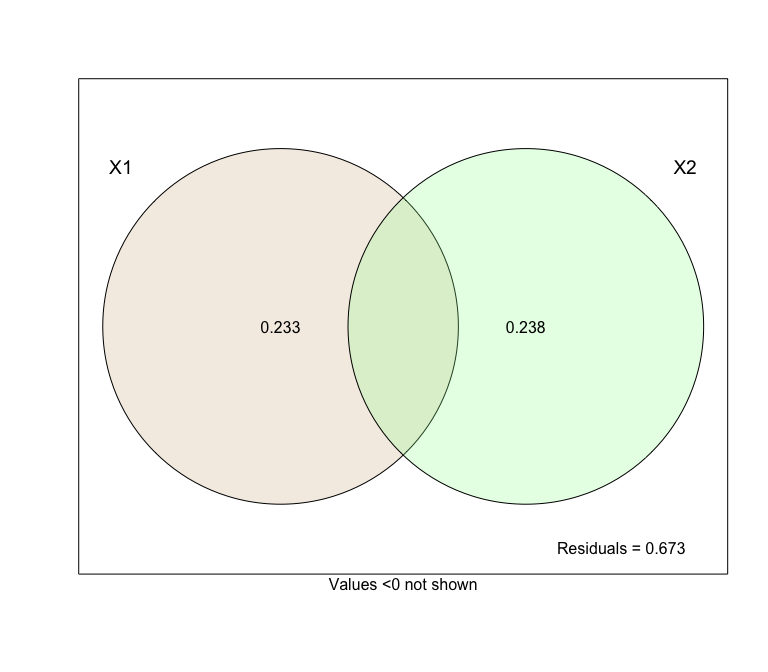 X1
X2
0.233
0.238
Residuals = 0.673
Values <0 not shown